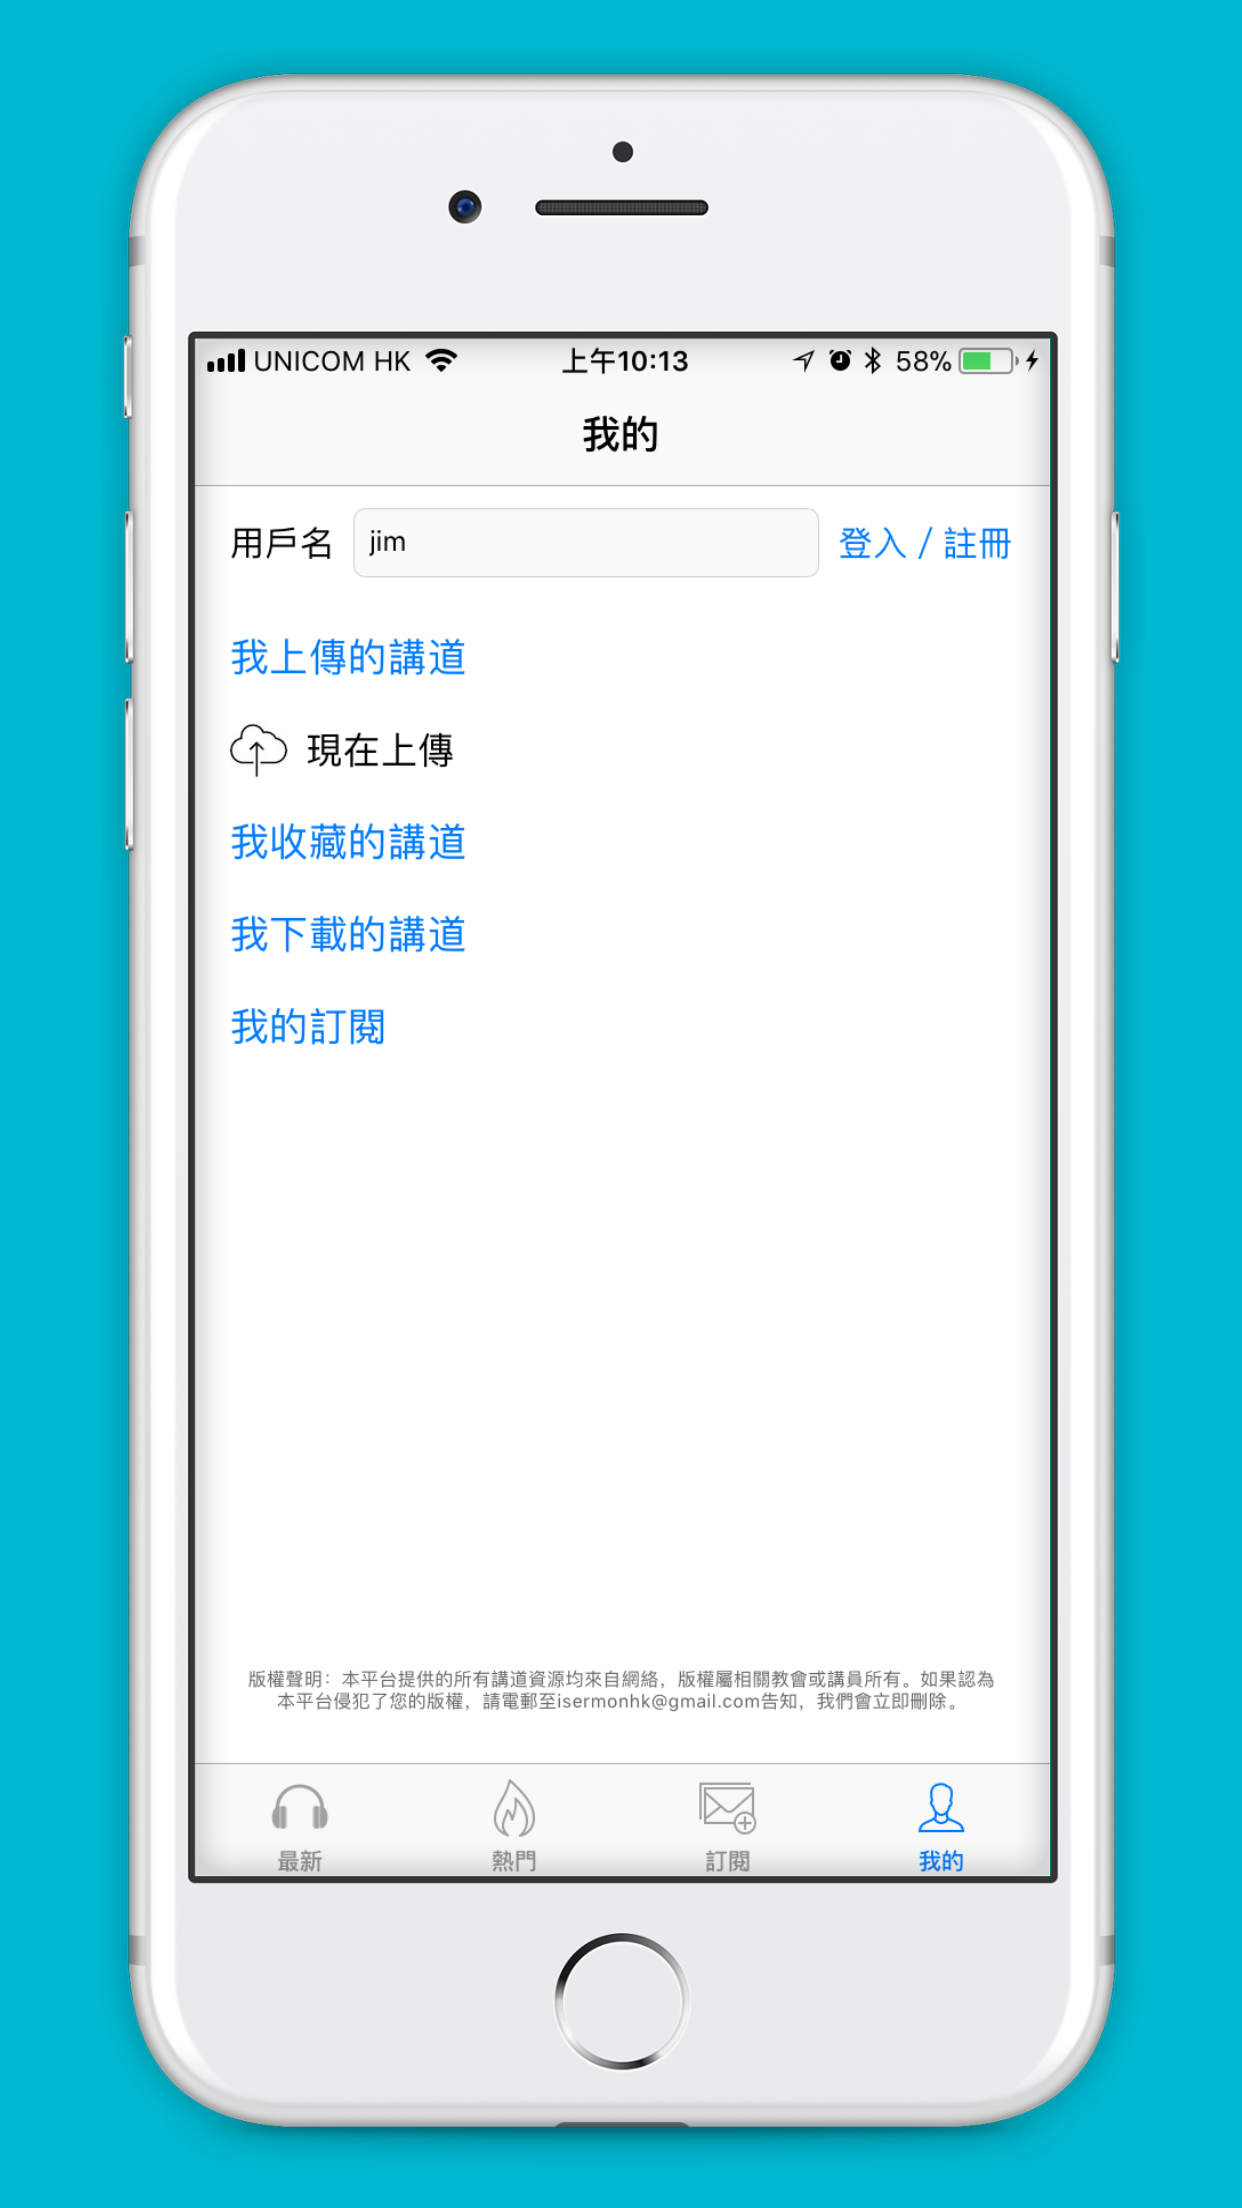 UNICOM HK 上午10:13 58%
我的
用戶名 jim 登入 / 註冊
我上傳的講道
現在上傳
我收藏的講道
我下載的講道
我的訂閱
版權聲明：本平台提供的所有講道資源均來自網絡，版權屬相關教會或講員所有。如果認為
本平台侵犯了您的版權，請電郵至isermonhk@gmail.com告知，我們會立即刪除。
最新 熱門 訂閱 我的